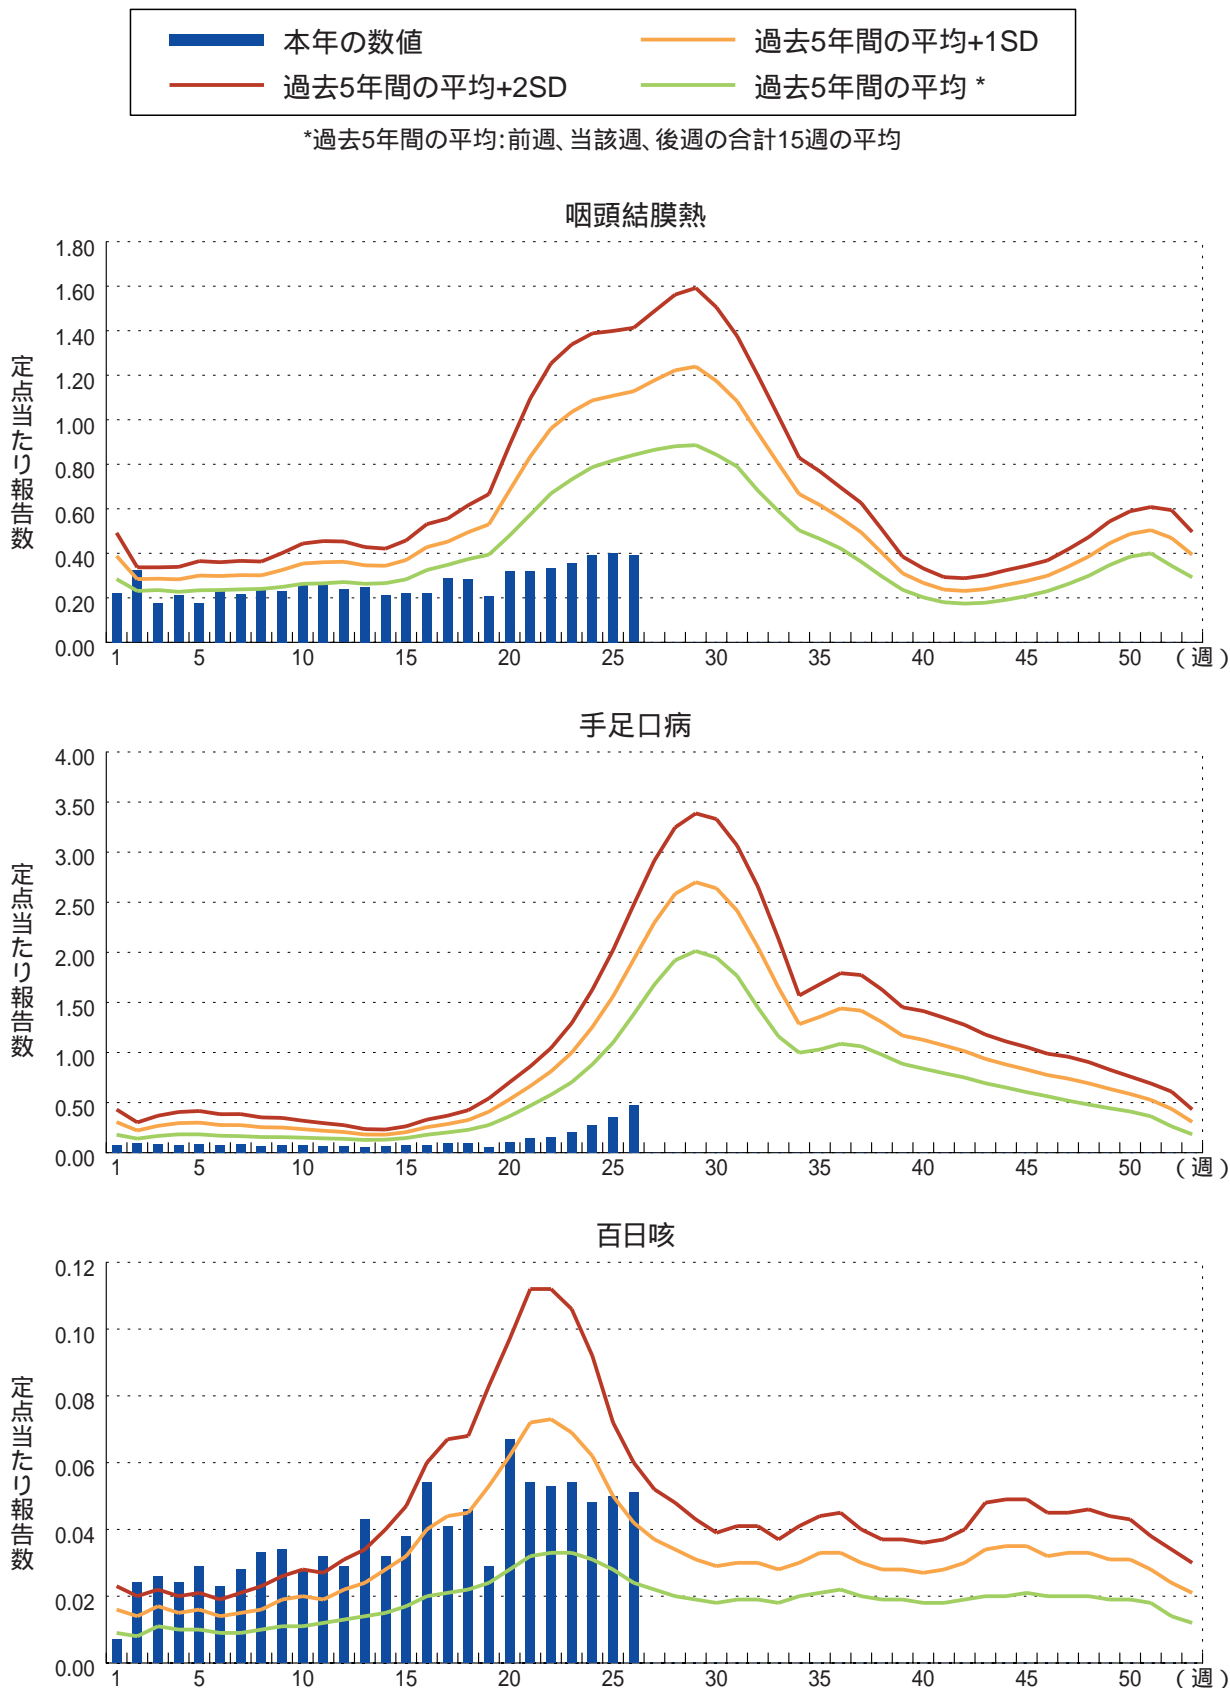 本年の数値
過去5年間の平均+1SD
過去5年間の平均+2SD
過去5年間の平均 *
*過去5年間の平均:前週、当該週、後週の合計15週の平均
咽頭結膜熱
定点当たり報告数
1.80
1.60
1.40
1.20
1.00
0.80
0.60
0.40
0.20
0.00
1 5 10 15 20 25 30 35 40 45 50 (週)
手足口病
定点当たり報告数
4.00
3.50
3.00
2.50
2.00
1.50
1.00
0.50
0.00
1 5 10 15 20 25 30 35 40 45 50 (週)
百日咳
定点当たり報告数
0.12
0.10
0.08
0.06
0.04
0.02
0.00
1 5 10 15 20 25 30 35 40 45 50 (週)